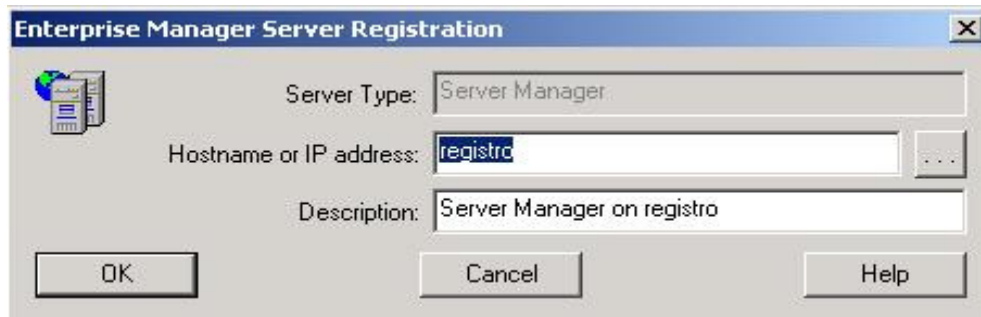 Enterprise Manager Server Registration
Server Type: Server Manager
Hostname or IP address: registro ...
Description: Server Manager on registro
OK Cancel Help